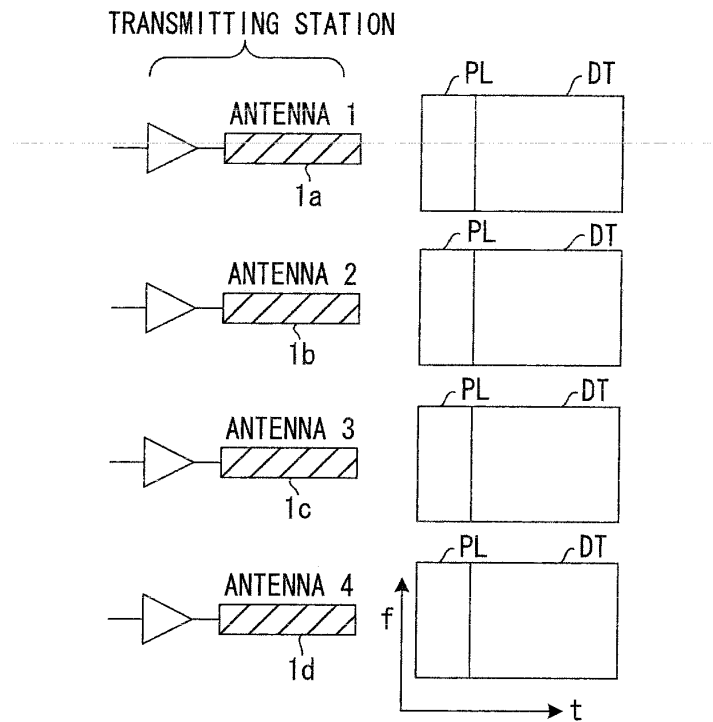 TRANSMITTING STATION
PL DT
ANTENNA 1
1a
PL DT
ANTENNA 2
1b
PL DT
ANTENNA 3
1c
PL DT
ANTENNA 4
1d
f
t